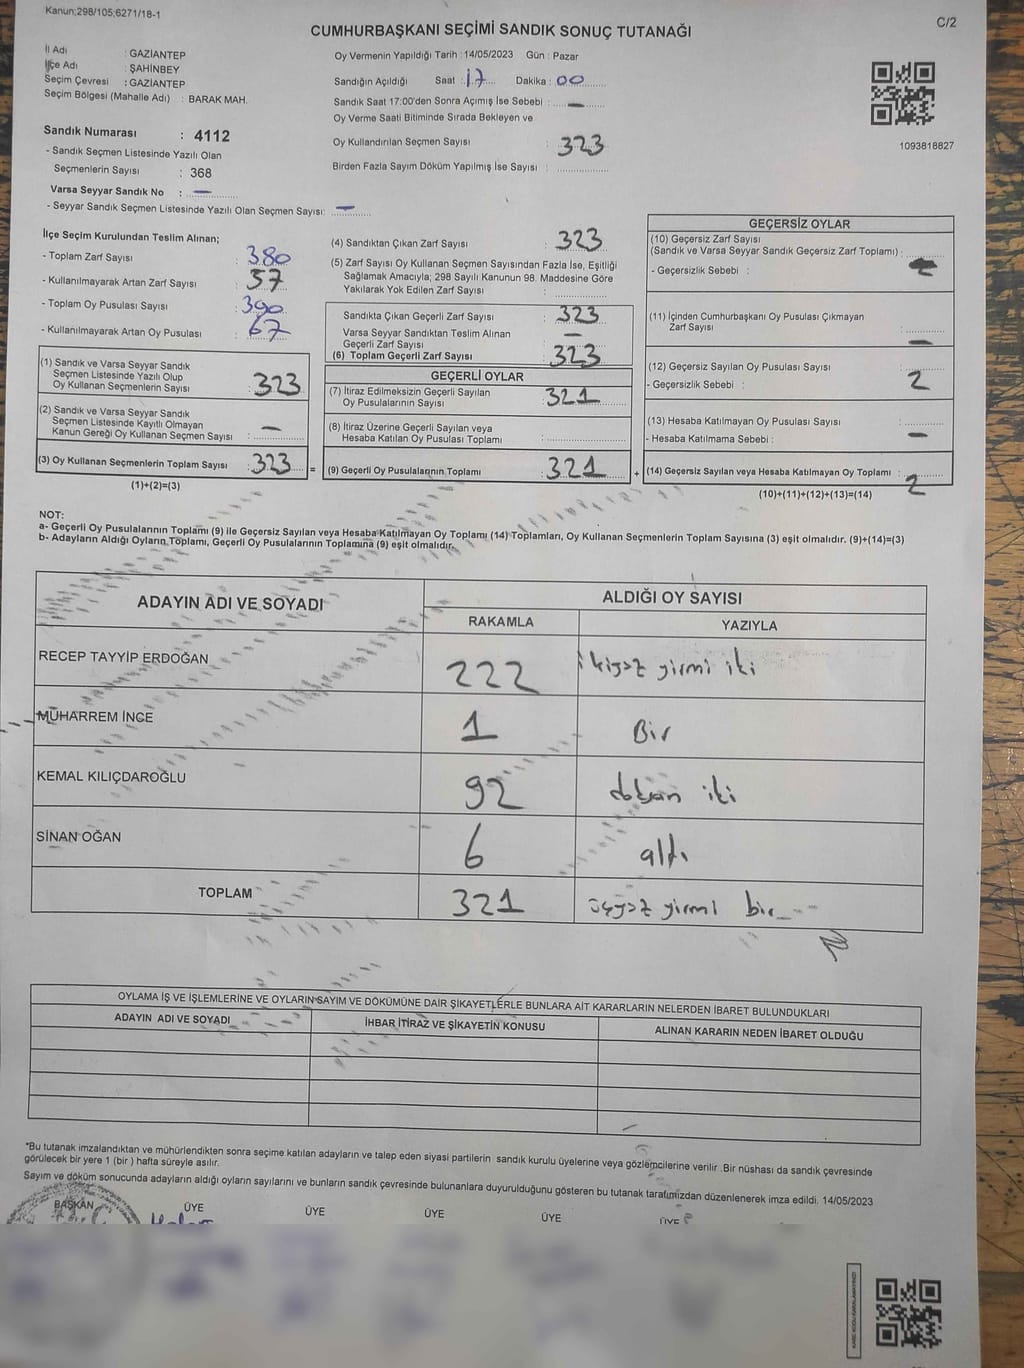 Kanun;298/105;6271/18-1
C/2
CUMHURBAŞKANI SEÇİMİ SANDIK SONUÇ TUTANAĞI
İl Adı : GAZİANTEP
İlçe Adı : ŞAHİNBEY
Seçim Çevresi : GAZİANTEP
Seçim Bölgesi (Mahalle Adı) : BARAK MAH.
Oy Vermenin Yapıldığı Tarih : 14/05/2023 Gün : Pazar
Sandığın Açıldığı Saat : 17 Dakika : 00
Sandık Saat 17:00'den Sonra Açımış İse Sebebi : —
Oy Verme Saati Bitiminde Sırada Bekleyen ve
Oy Kullandırılan Seçmen Sayısı : 323
Birden Fazla Sayım Döküm Yapılmış İse Sayısı :
1093818827
Sandık Numarası : 4112
- Sandık Seçmen Listesinde Yazılı Olan
Seçmenlerin Sayısı : 368
Varsa Seyyar Sandık No : —
- Seyyar Sandık Seçmen Listesinde Yazılı Olan Seçmen Sayısı: —
İlçe Seçim Kurulundan Teslim Alınan;
- Toplam Zarf Sayısı : 380
- Kullanılmayarak Artan Zarf Sayısı : 57
- Toplam Oy Pusulası Sayısı : 390
- Kullanılmayarak Artan Oy Pusulası : 67
(1) Sandık ve Varsa Seyyar Sandık
Seçmen Listesinde Yazılı Olup
Oy Kullanan Seçmenlerin Sayısı : 323
(2) Sandık ve Varsa Seyyar Sandık
Seçmen Listesinde Kayıtlı Olmayan
Kanun Gereği Oy Kullanan Seçmen Sayısı : —
(3) Oy Kullanan Seçmenlerin Toplam Sayısı : 323 =
(1)+(2)=(3)
(4) Sandıktan Çıkan Zarf Sayısı : 323
(5) Zarf Sayısı Oy Kullanan Seçmen Sayısından Fazla İse, Eşitliği
Sağlamak Amacıyla; 298 Sayılı Kanunun 98. Maddesine Göre
Yakılarak Yok Edilen Zarf Sayısı :
Sandıkta Çıkan Geçerli Zarf Sayısı : 323
Varsa Seyyar Sandıktan Teslim Alınan
Geçerli Zarf Sayısı : —
(6) Toplam Geçerli Zarf Sayısı : 323
GEÇERLİ OYLAR
(7) İtiraz Edilmeksizin Geçerli Sayılan
Oy Pusulalarının Sayısı : 321
(8) İtiraz Üzerine Geçerli Sayılan veya
Hesaba Katılan Oy Pusulası Toplamı :
(9) Geçerli Oy Pusulalarının Toplamı : 321 +
GEÇERSİZ OYLAR
(10) Geçersiz Zarf Sayısı
(Sandık ve Varsa Seyyar Sandık Geçersiz Zarf Toplamı) :
- Geçersizlik Sebebi :
(11) İçinden Cumhurbaşkanı Oy Pusulası Çıkmayan
Zarf Sayısı : —
(12) Geçersiz Sayılan Oy Pusulası Sayısı : 2
- Geçersizlik Sebebi :
(13) Hesaba Katılmayan Oy Pusulası Sayısı : —
- Hesaba Katılmama Sebebi :
(14) Geçersiz Sayılan veya Hesaba Katılmayan Oy Toplamı : 2
(10)+(11)+(12)+(13)=(14)
NOT:
a- Geçerli Oy Pusulalarının Toplamı (9) ile Geçersiz Sayılan veya Hesaba Katılmayan Oy Toplamı (14) Toplamları, Oy Kullanan Seçmenlerin Toplam Sayısına (3) eşit olmalıdır. (9)+(14)=(3)
b- Adayların Aldığı Oyların Toplamı, Geçerli Oy Pusulalarının Toplamına (9) eşit olmalıdır.
ADAYIN ADI VE SOYADI
ALDIĞI OY SAYISI
RAKAMLA YAZIYLA
RECEP TAYYİP ERDOĞAN 222 ikiyüz yirmi iki
MUHARREM İNCE 1 Bir
KEMAL KILIÇDAROĞLU 92 doksan iki
SİNAN OĞAN 6 altı
TOPLAM 321 üçyüz yirmi bir
OYLAMA İŞ VE İŞLEMLERİNE VE OYLARIN SAYIM VE DÖKÜMÜNE DAİR ŞİKAYETLERLE BUNLARA AİT KARARLARIN NELERDEN İBARET BULUNDUKLARI
ADAYIN ADI VE SOYADI İHBAR İTİRAZ VE ŞİKAYETİN KONUSU ALINAN KARARIN NEDEN İBARET OLDUĞU
*Bu tutanak imzalandıktan ve mühürlendikten sonra seçime katılan adayların ve talep eden siyasi partilerin sandık kurulu üyelerine veya gözlemcilerine verilir .Bir nüshası da sandık çevresinde
görülecek bir yere 1 (bir ) hafta süreyle asılır.
Sayım ve döküm sonucunda adayların aldığı oyların sayılarını ve bunların sandık çevresinde bulunanlara duyurulduğunu gösteren bu tutanak tarafımızdan düzenlenerek imza edildi. 14/05/2023
BAŞKAN ÜYE ÜYE ÜYE ÜYE ÜYE